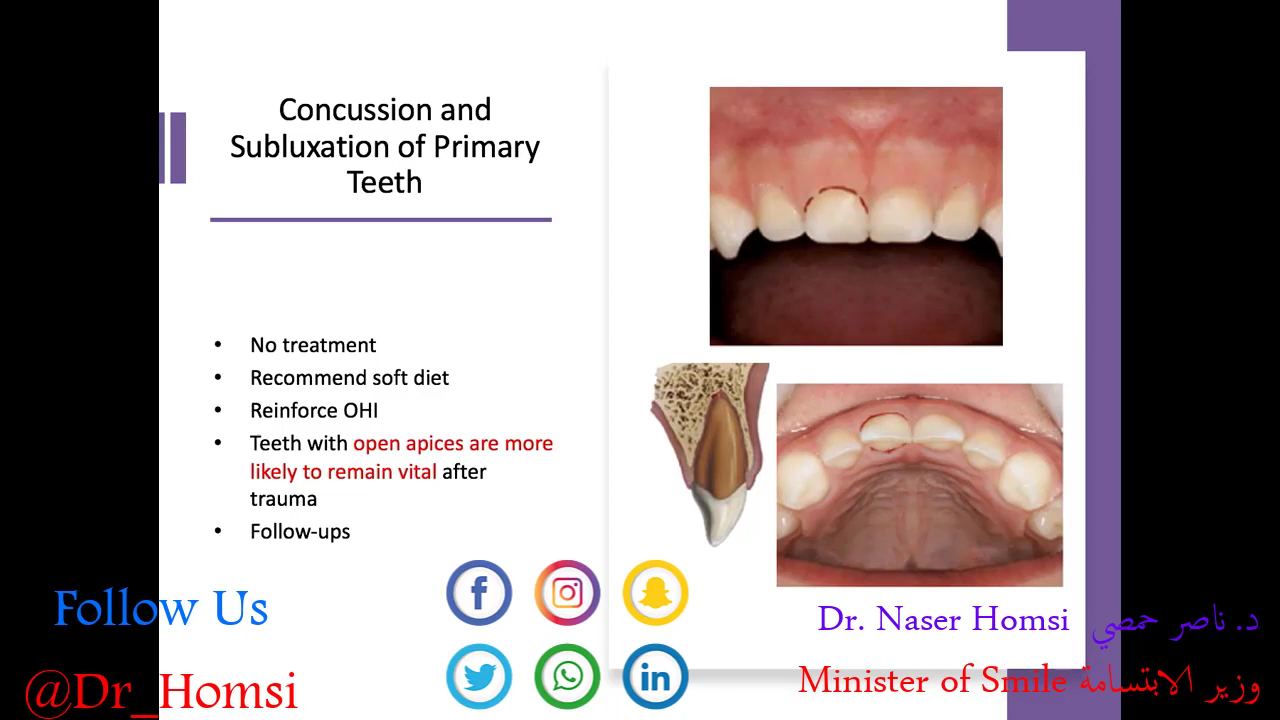 Concussion and
Subluxation of Primary
Teeth
• No treatment
• Recommend soft diet
• Reinforce OHI
• Teeth with open apices are more
likely to remain vital after
trauma
• Follow-ups
Follow Us
@Dr_Homsi
Dr. Naser Homsi د. ناصر حمصي
Minister of Smile وزير الابتسامة